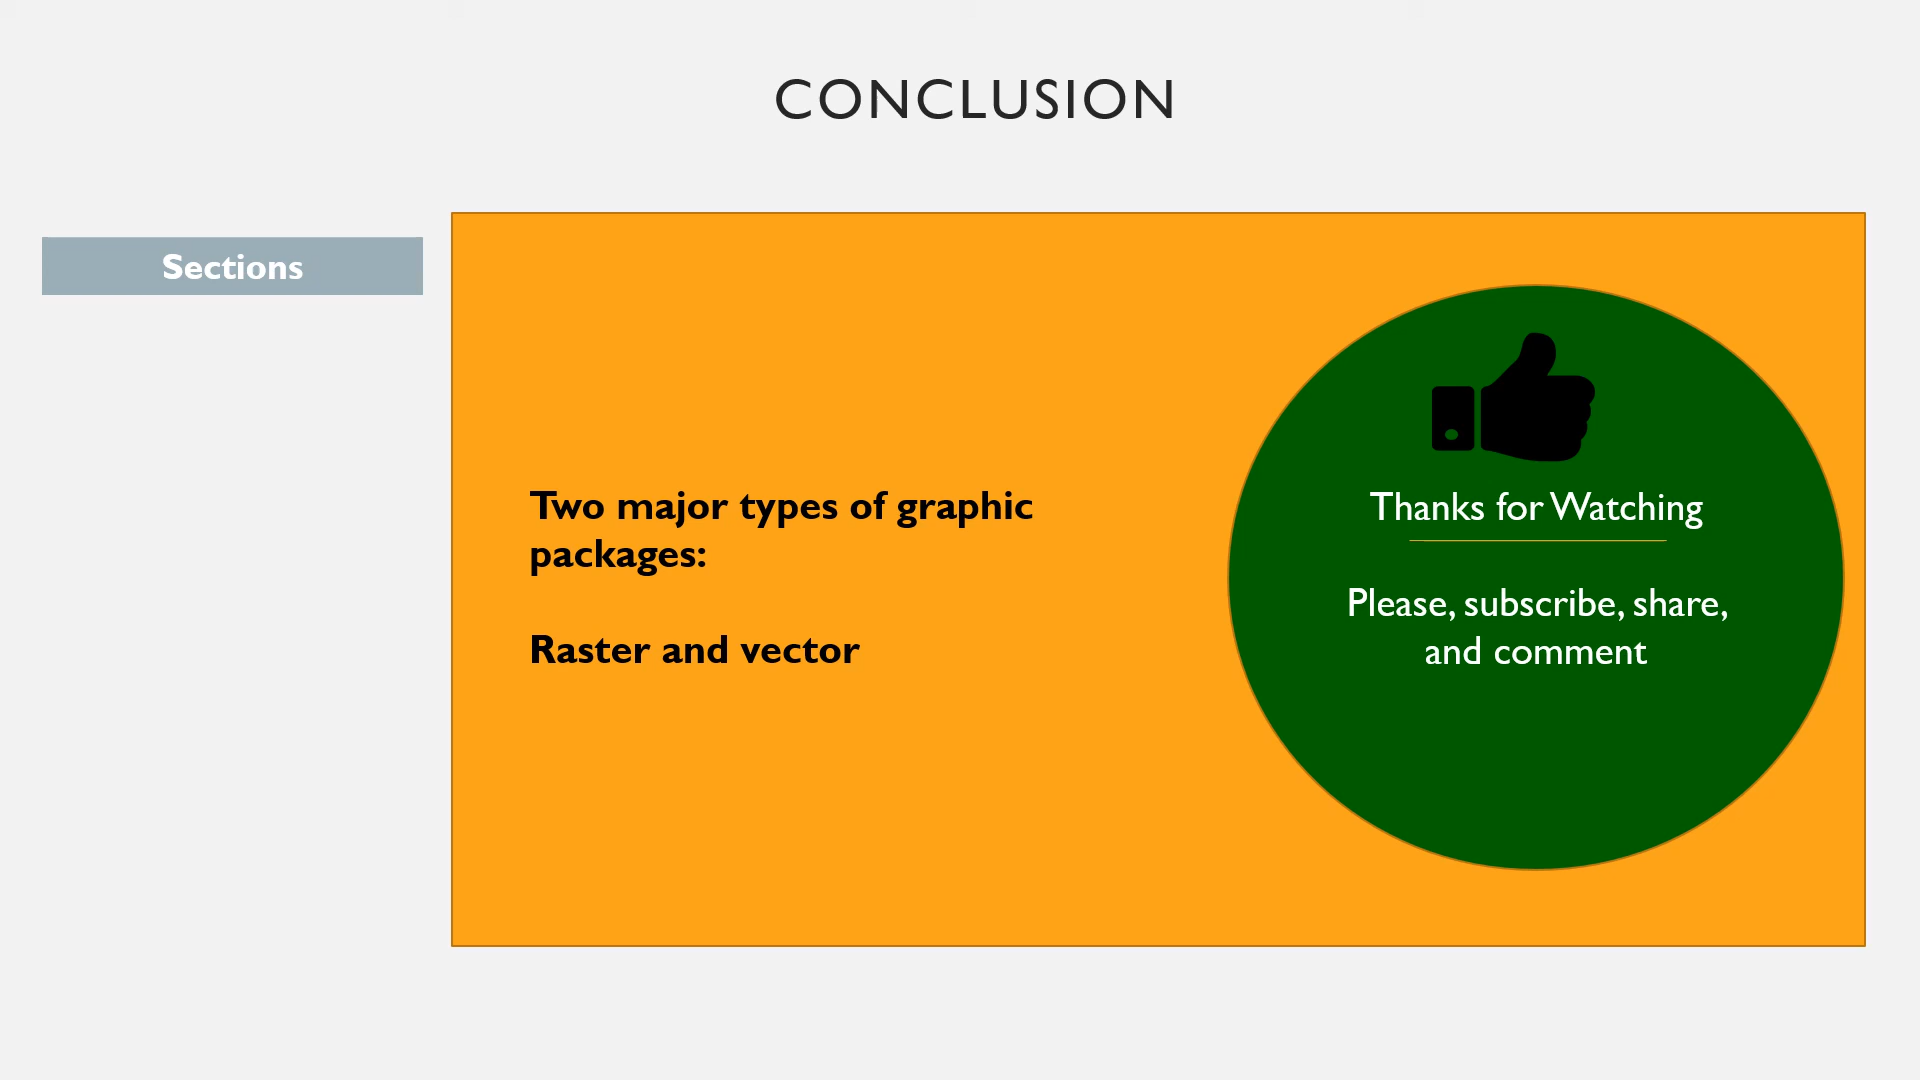 CONCLUSION
Sections
Two major types of graphic
packages:
Raster and vector
Thanks for Watching
Please, subscribe, share,
and comment